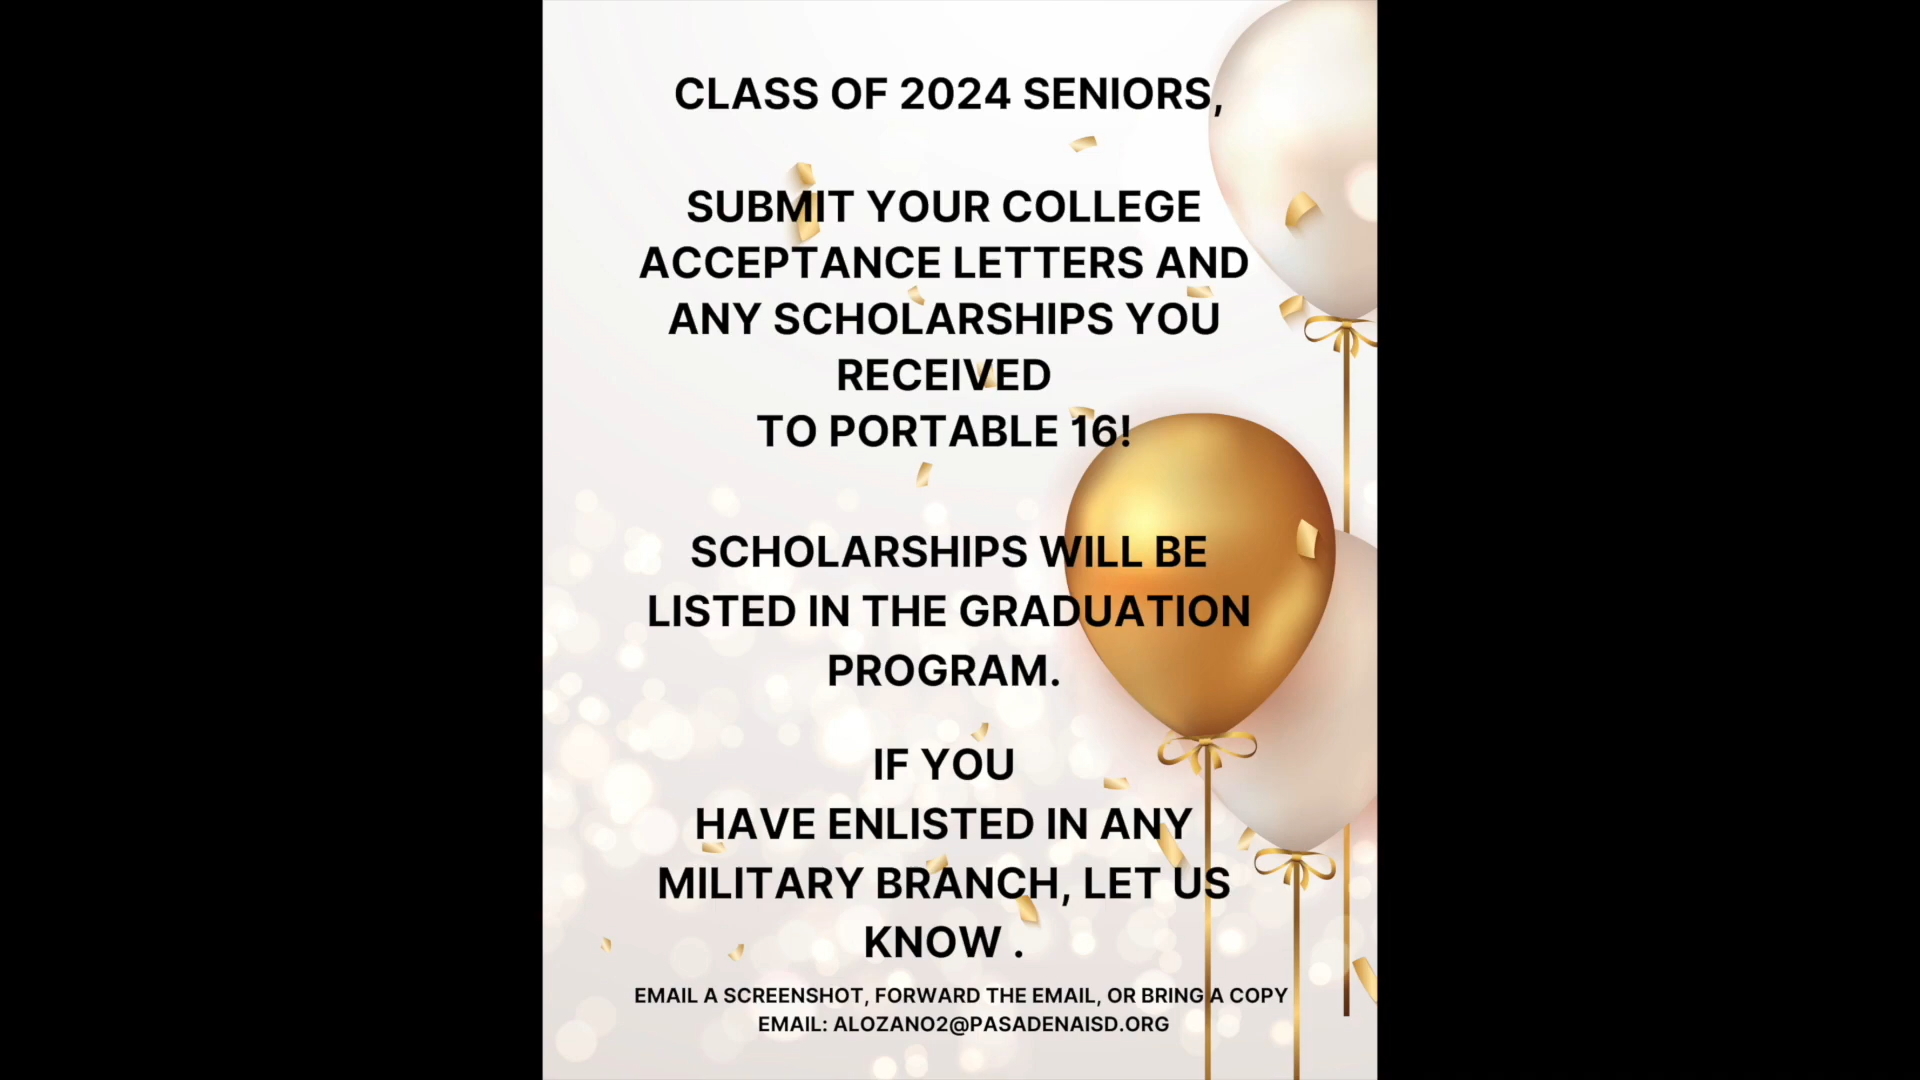 CLASS OF 2024 SENIORS,
SUBMIT YOUR COLLEGE
ACCEPTANCE LETTERS AND
ANY SCHOLARSHIPS YOU
RECEIVED
TO PORTABLE 16!
SCHOLARSHIPS WILL BE
LISTED IN THE GRADUATION
PROGRAM.
IF YOU
HAVE ENLISTED IN ANY
MILITARY BRANCH, LET US
KNOW .
EMAIL A SCREENSHOT, FORWARD THE EMAIL, OR BRING A COPY
EMAIL: ALOZANO2@PASADENAISD.ORG